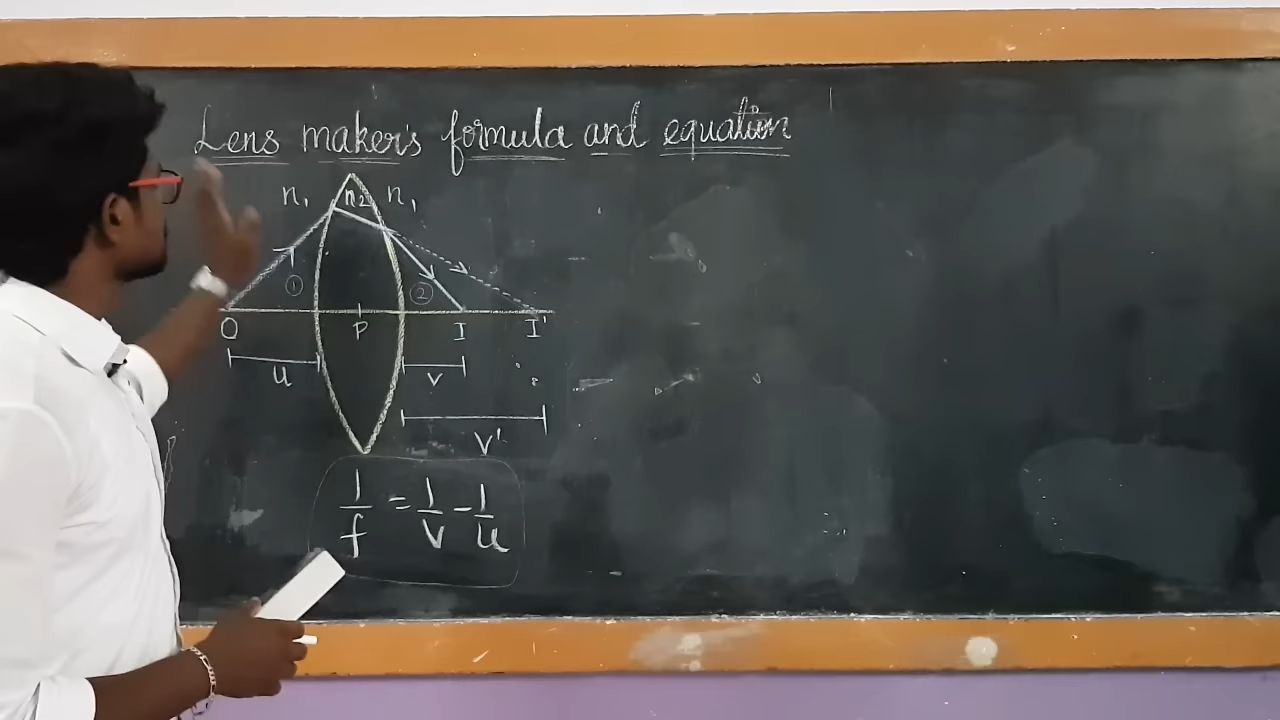 Lens maker's formula and equation
n₁ n₂ n₁
① ②
O P I I'
u v
v'
1/f = 1/v - 1/u